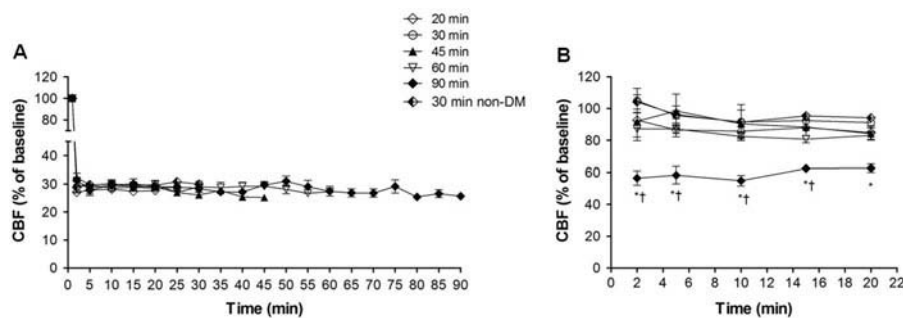 20 min
30 min
45 min
60 min
90 min
30 min non-DM
A
CBF (% of baseline)
120
100
80
40
30
20
0
0 5 10 15 20 25 30 35 40 45 50 55 60 65 70 75 80 85 90
Time (min)
B
CBF (% of baseline)
120
100
80
60
40
20
0
*† *† *† *† *
0 2 4 6 8 10 12 14 16 18 20 22
Time (min)